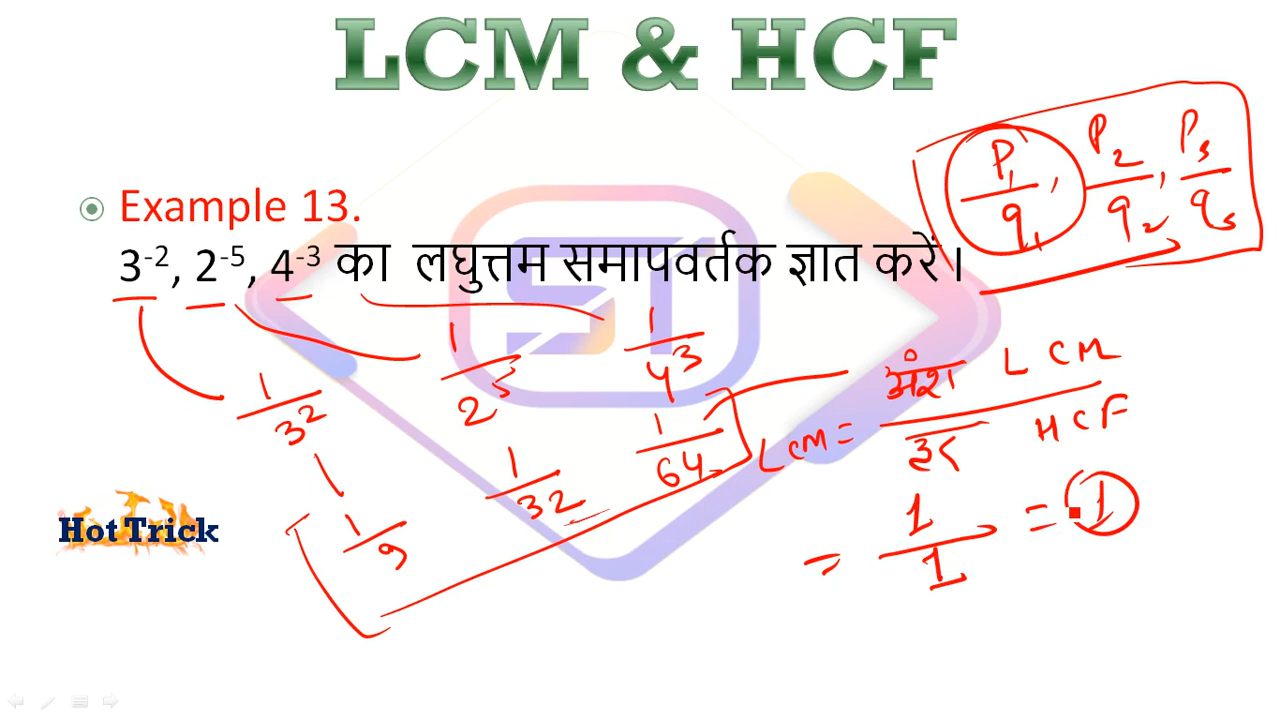 LCM & HCF
Example 13.
3⁻², 2⁻⁵, 4⁻³ का लघुत्तम समापवर्तक ज्ञात करें।
P₁/q₁, P₂/q₂, P₃/q₃
1/3²
1/2⁵
1/4³
1/9
1/32
1/64
LCM = अंश LCM / हर HCF
= 1/1 = 1
Hot Trick
ST